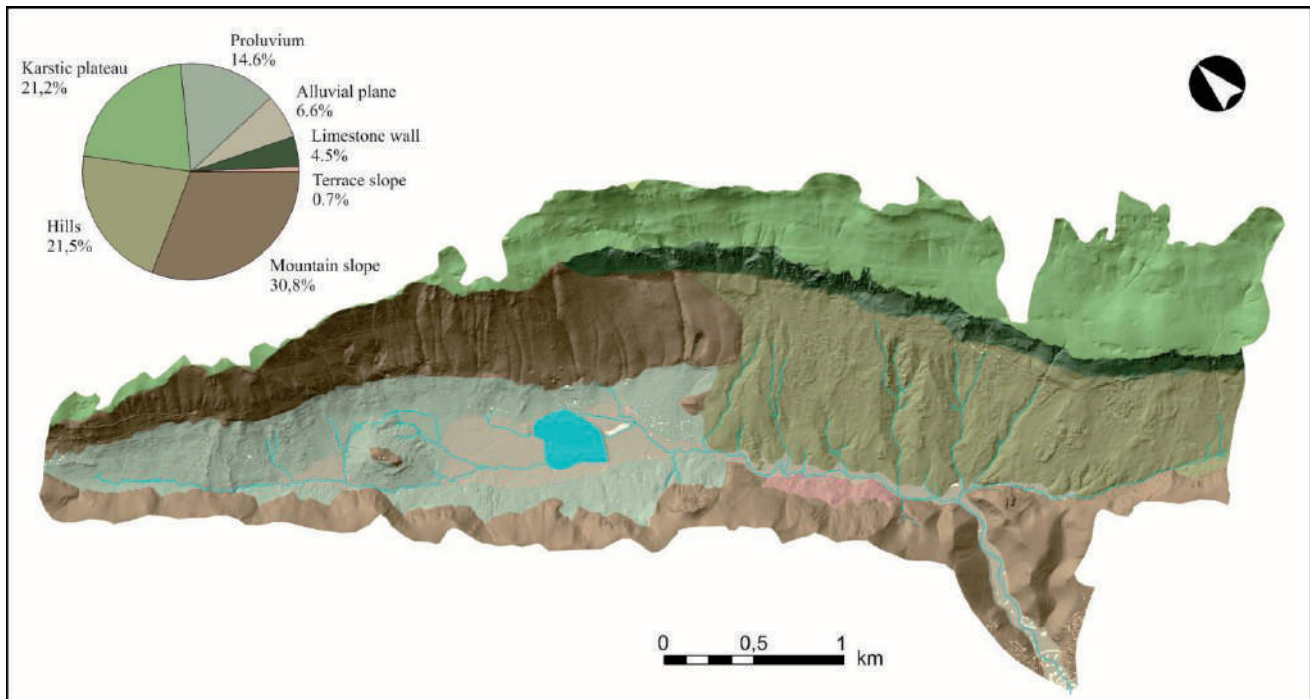 Proluvium
14.6%
Karstic plateau
21,2%
Alluvial plane
6.6%
Limestone wall
4.5%
Terrace slope
0.7%
Hills
21,5%
Mountain slope
30,8%
0 0,5 1
km